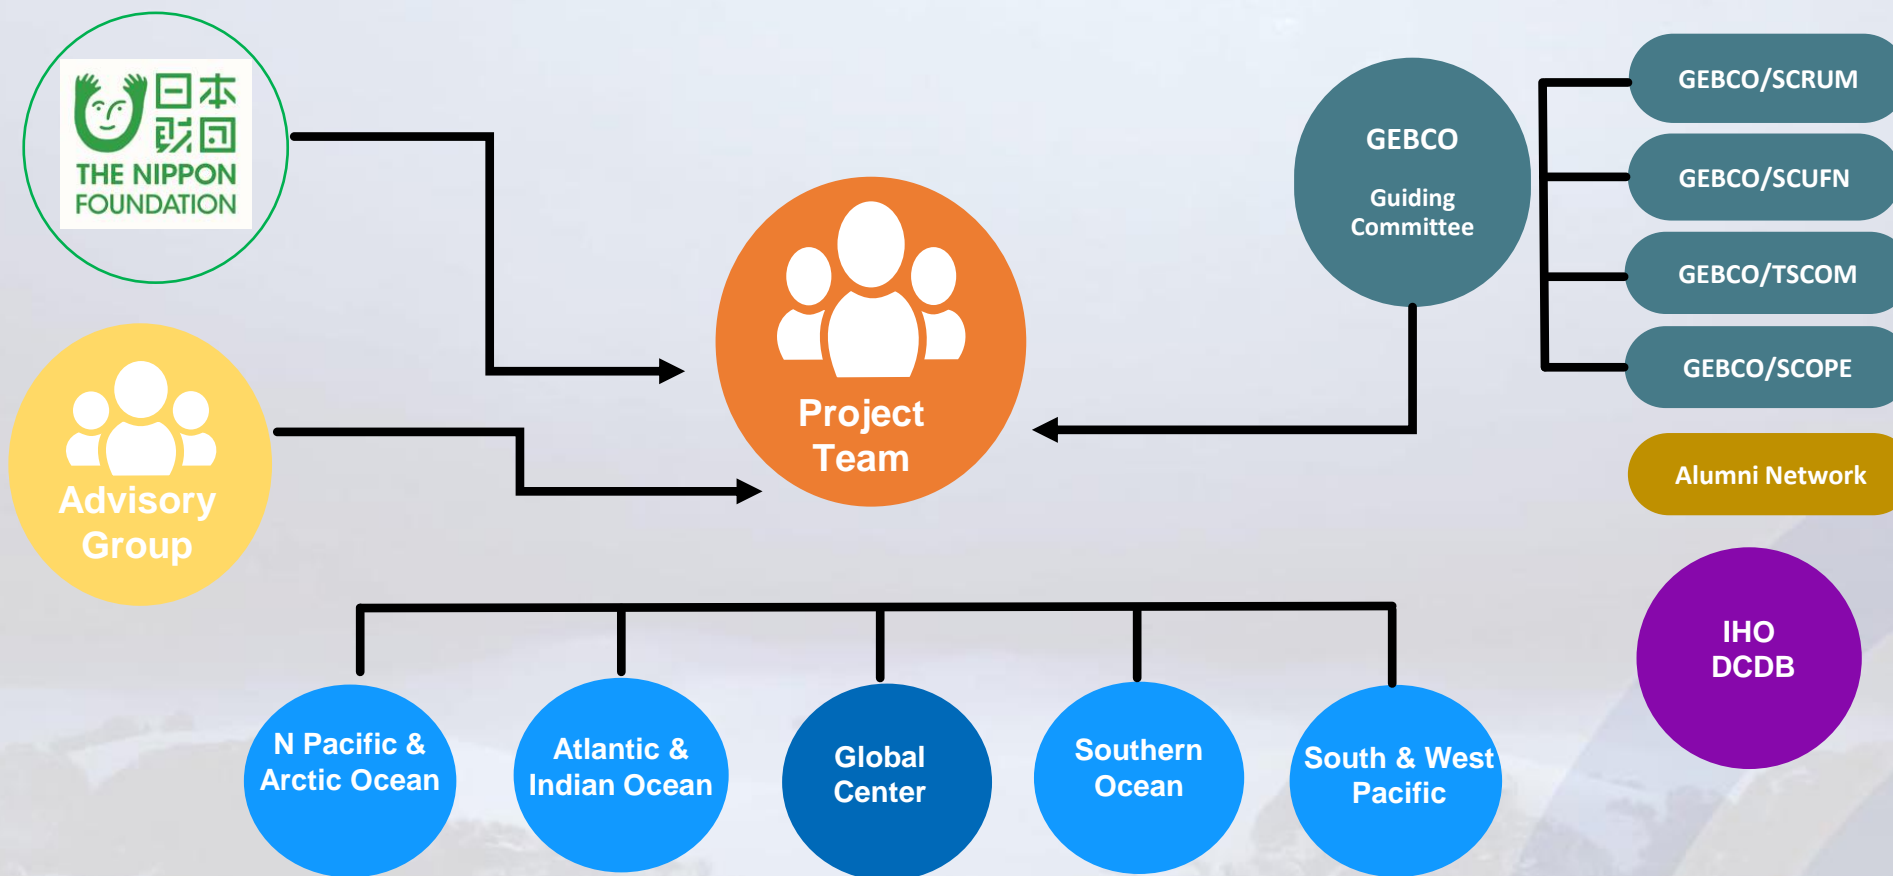 日本
財団
THE NIPPON
FOUNDATION
Advisory
Group
Project
Team
GEBCO
Guiding
Committee
GEBCO/SCRUM
GEBCO/SCUFN
GEBCO/TSCOM
GEBCO/SCOPE
Alumni Network
IHO
DCDB
N Pacific &
Arctic Ocean
Atlantic &
Indian Ocean
Global
Center
Southern
Ocean
South & West
Pacific